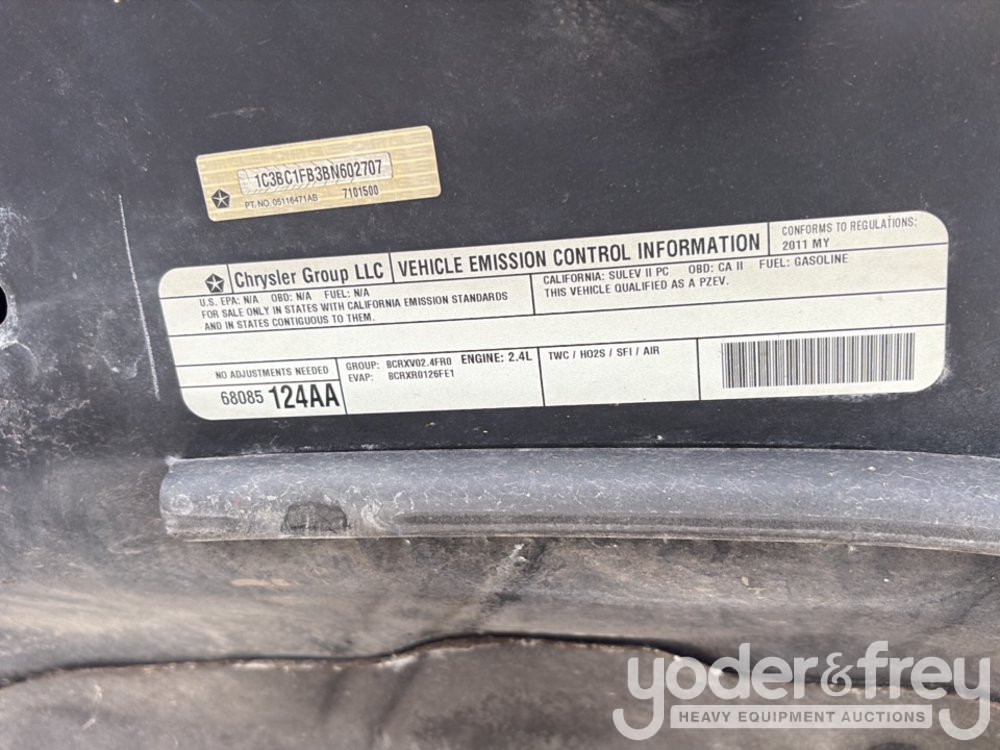 1C3BC1FB3BN602707
PT. NO. 05116471AB 7101500
Chrysler Group LLC VEHICLE EMISSION CONTROL INFORMATION
CONFORMS TO REGULATIONS:
2011 MY
U.S. EPA: N/A OBD: N/A FUEL: N/A
FOR SALE ONLY IN STATES WITH CALIFORNIA EMISSION STANDARDS
AND IN STATES CONTIGUOUS TO THEM.
CALIFORNIA: SULEV II PC OBD: CA II FUEL: GASOLINE
THIS VEHICLE QUALIFIED AS A PZEV.
NO ADJUSTMENTS NEEDED
68085 124AA
GROUP: BCRXV02.4FR0 ENGINE: 2.4L
EVAP: BCRXR0126FE1
TWC / HO2S / SFI / AIR
yoder&frey
HEAVY EQUIPMENT AUCTIONS